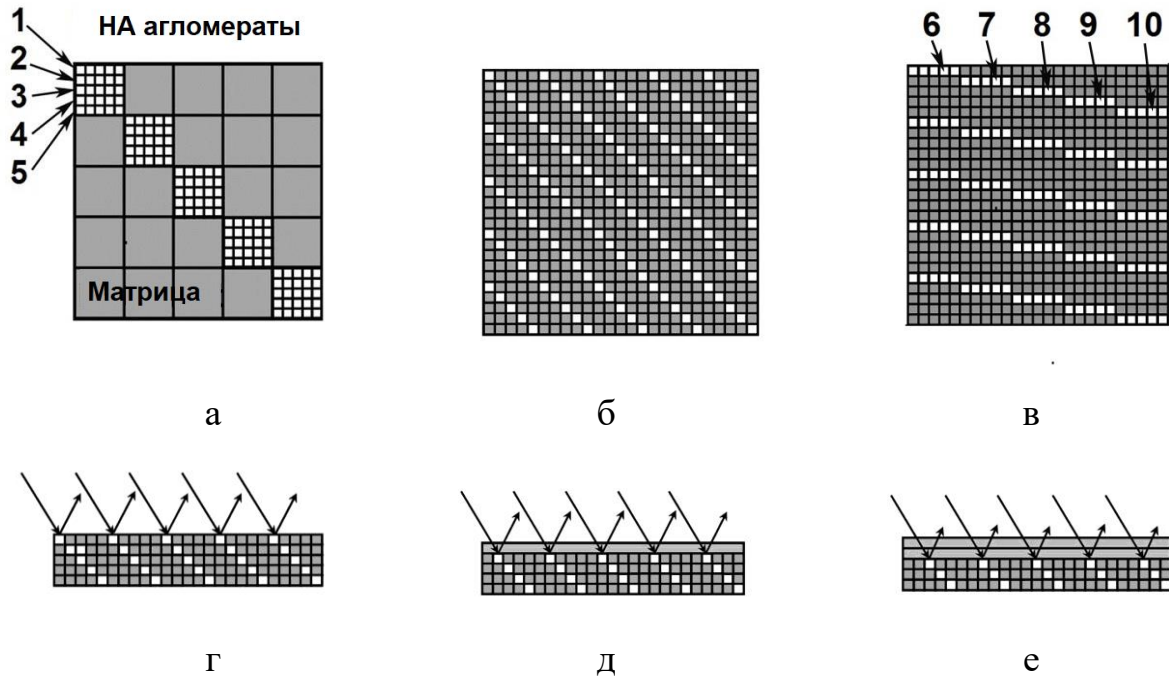 НА агломераты
1
2
3
4
5
Матрица
6 7 8 9 10
а б в
г д е